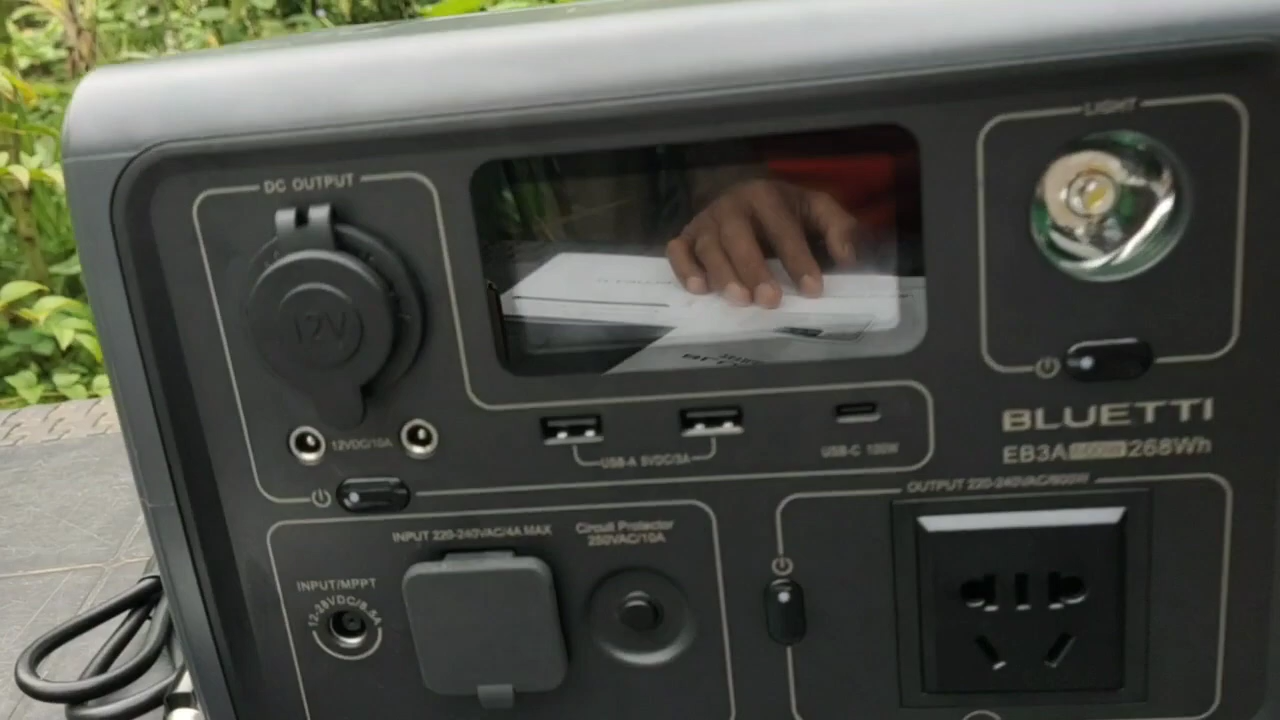 LIGHT
DC OUTPUT
12V
12VDC/10A
USB-A 5VDC/3A
USB-C 100W
BLUETTI
EB3A 600W 268Wh
OUTPUT 220-240VAC/600W
INPUT 220-240VAC/4A MAX
Circuit Protector
250VAC/10A
INPUT/MPPT
12-28VDC/8.5A